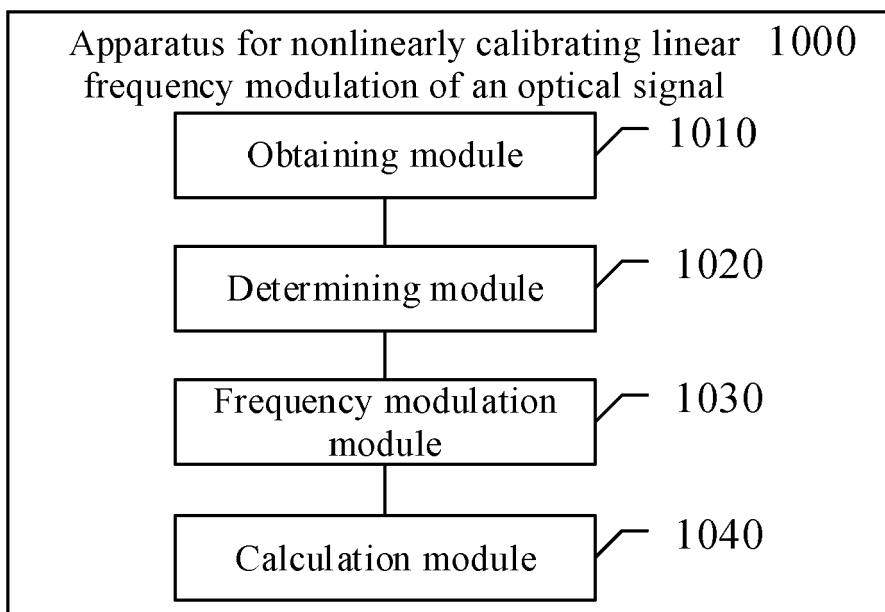 Apparatus for nonlinearly calibrating linear 1000
frequency modulation of an optical signal
Obtaining module 1010
Determining module 1020
Frequency modulation 1030
module
Calculation module 1040